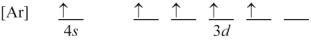 [Ar] ↑ ↑ ↑ ↑ ↑
4s 3d